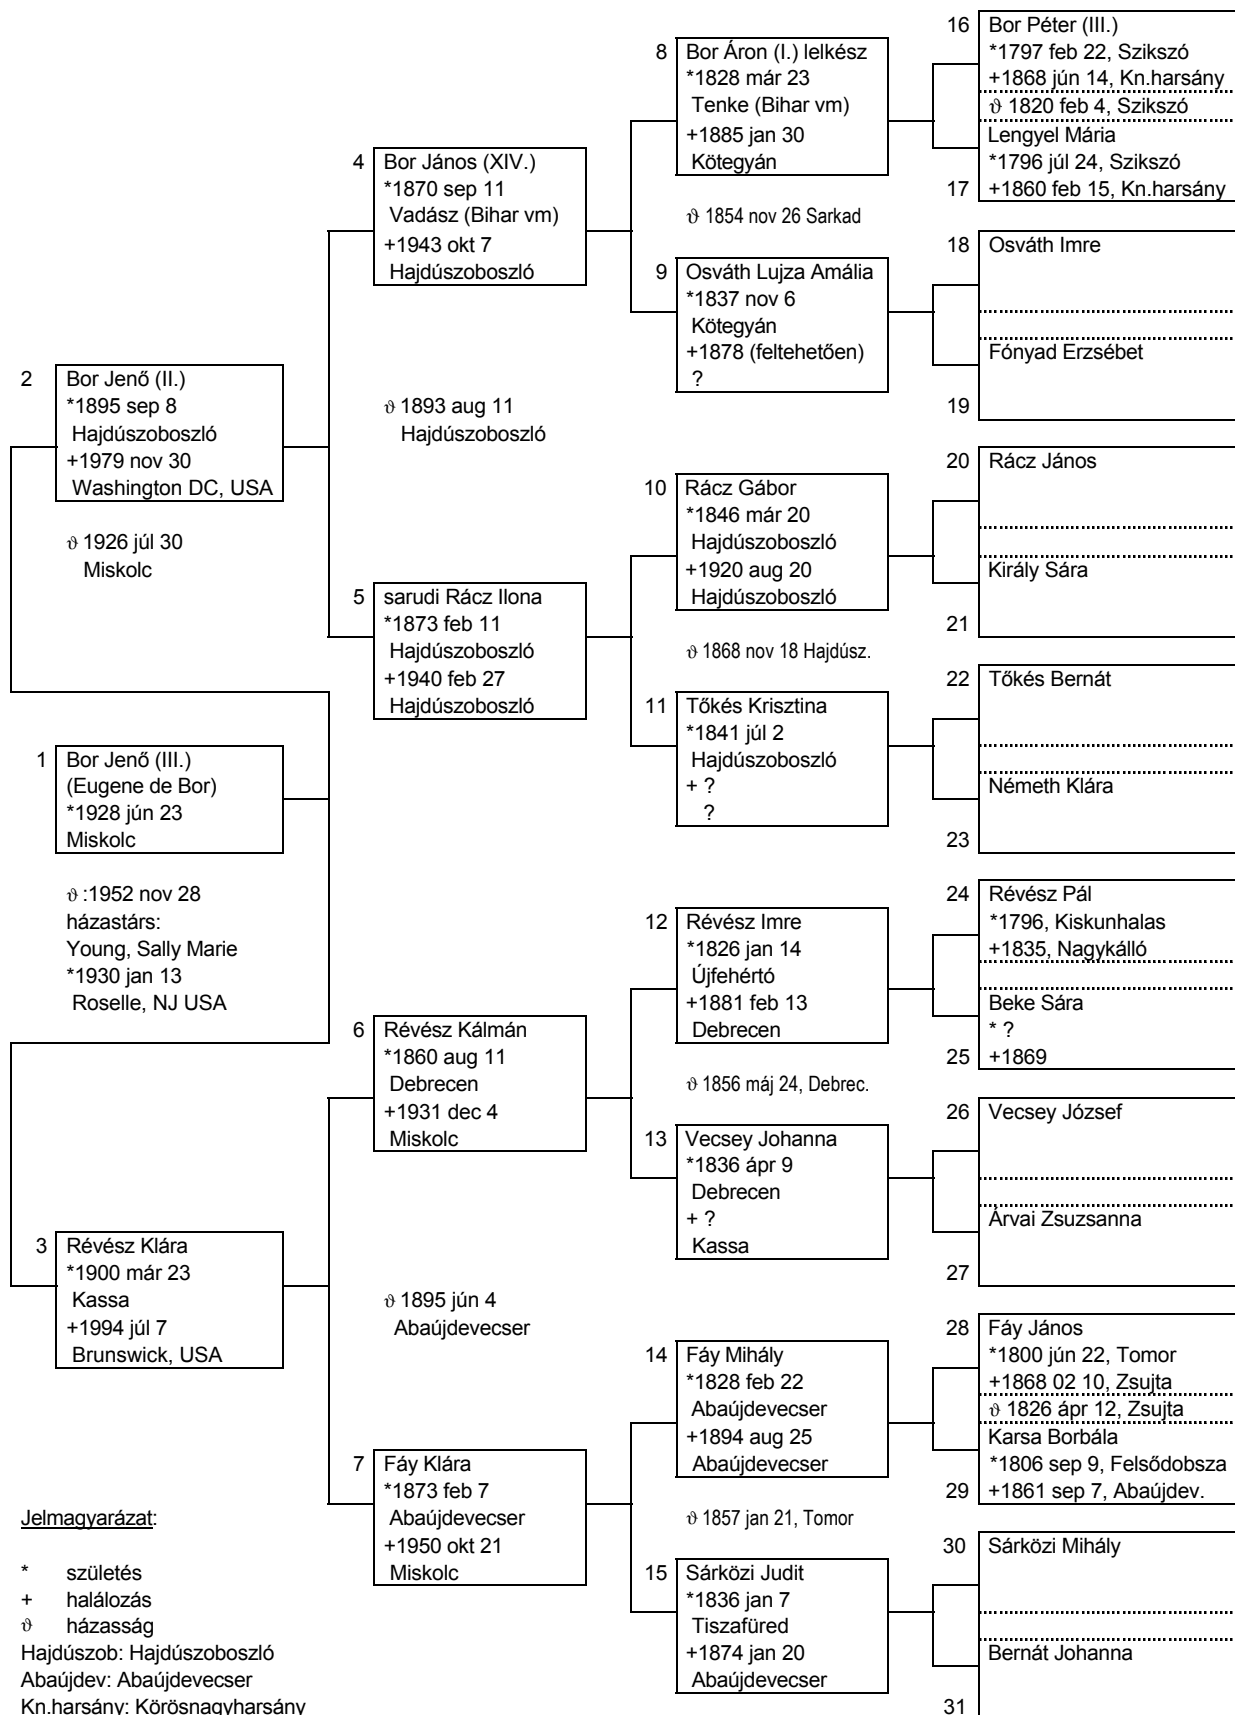 16
Bor Péter (III.)
*1797 feb 22, Szikszó
+1868 jún 14, Kn.harsány
ϑ 1820 feb 4, Szikszó
Lengyel Mária
*1796 júl 24, Szikszó
17
+1860 feb 15, Kn.harsány
8
Bor Áron (I.) lelkész
*1828 már 23
Tenke (Bihar vm)
+1885 jan 30
Kötegyán
4
Bor János (XIV.)
*1870 sep 11
Vadász (Bihar vm)
+1943 okt 7
Hajdúszoboszló
ϑ 1854 nov 26 Sarkad
18
Osváth Imre
9
Osváth Lujza Amália
*1837 nov 6
Kötegyán
+1878 (feltehetően)
?
Fónyad Erzsébet
19
2
Bor Jenő (II.)
*1895 sep 8
Hajdúszoboszló
+1979 nov 30
Washington DC, USA
ϑ 1893 aug 11
Hajdúszoboszló
ϑ 1926 júl 30
Miskolc
20
Rácz János
10
Rácz Gábor
*1846 már 20
Hajdúszoboszló
+1920 aug 20
Hajdúszoboszló
Király Sára
21
5
sarudi Rácz Ilona
*1873 feb 11
Hajdúszoboszló
+1940 feb 27
Hajdúszoboszló
ϑ 1868 nov 18 Hajdúsz.
22
Tőkés Bernát
11
Tőkés Krisztina
*1841 júl 2
Hajdúszoboszló
+ ?
?
Németh Klára
23
1
Bor Jenő (III.)
(Eugene de Bor)
*1928 jún 23
Miskolc
ϑ :1952 nov 28
házastárs:
Young, Sally Marie
*1930 jan 13
Roselle, NJ USA
24
Révész Pál
*1796, Kiskunhalas
+1835, Nagykálló
Beke Sára
* ?
25
+1869
12
Révész Imre
*1826 jan 14
Újfehértó
+1881 feb 13
Debrecen
6
Révész Kálmán
*1860 aug 11
Debrecen
+1931 dec 4
Miskolc
ϑ 1856 máj 24, Debrec.
26
Vecsey József
13
Vecsey Johanna
*1836 ápr 9
Debrecen
+ ?
Kassa
Árvai Zsuzsanna
27
3
Révész Klára
*1900 már 23
Kassa
+1994 júl 7
Brunswick, USA
ϑ 1895 jún 4
Abaújdevecser
28
Fáy János
*1800 jún 22, Tomor
+1868 02 10, Zsujta
ϑ 1826 ápr 12, Zsujta
Karsa Borbála
*1806 sep 9, Felsődobsza
29
+1861 sep 7, Abaújdev.
14
Fáy Mihály
*1828 feb 22
Abaújdevecser
+1894 aug 25
Abaújdevecser
7
Fáy Klára
*1873 feb 7
Abaújdevecser
+1950 okt 21
Miskolc
ϑ 1857 jan 21, Tomor
30
Sárközi Mihály
15
Sárközi Judit
*1836 jan 7
Tiszafüred
+1874 jan 20
Abaújdevecser
Bernát Johanna
31
Jelmagyarázat:
* születés
+ halálozás
ϑ házasság
Hajdúszob: Hajdúszoboszló
Abaújdev: Abaújdevecser
Kn.harsány: Körösnagyharsány